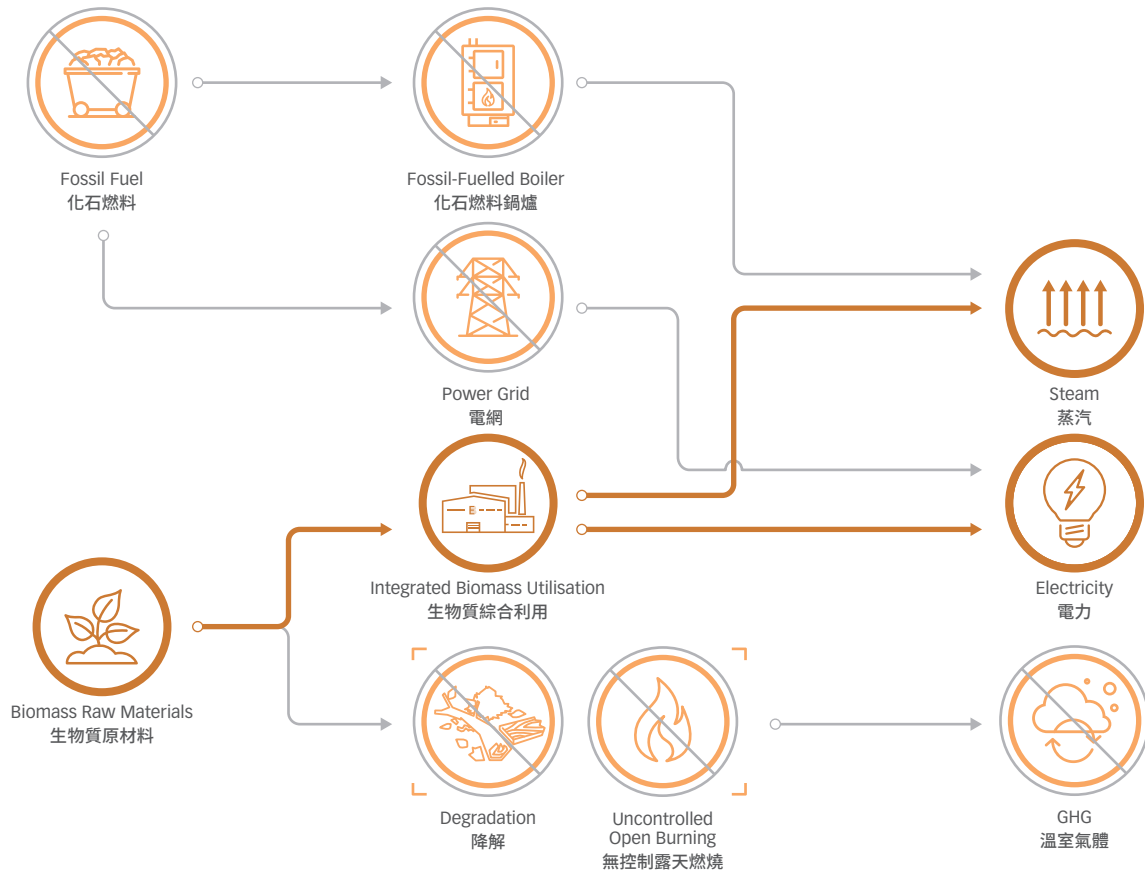 Fossil Fuel
化石燃料
Fossil-Fuelled Boiler
化石燃料鍋爐
Power Grid
電網
Steam
蒸汽
Integrated Biomass Utilisation
生物質綜合利用
Electricity
電力
Biomass Raw Materials
生物質原材料
Degradation
降解
Uncontrolled
Open Burning
無控制露天燃燒
GHG
溫室氣體